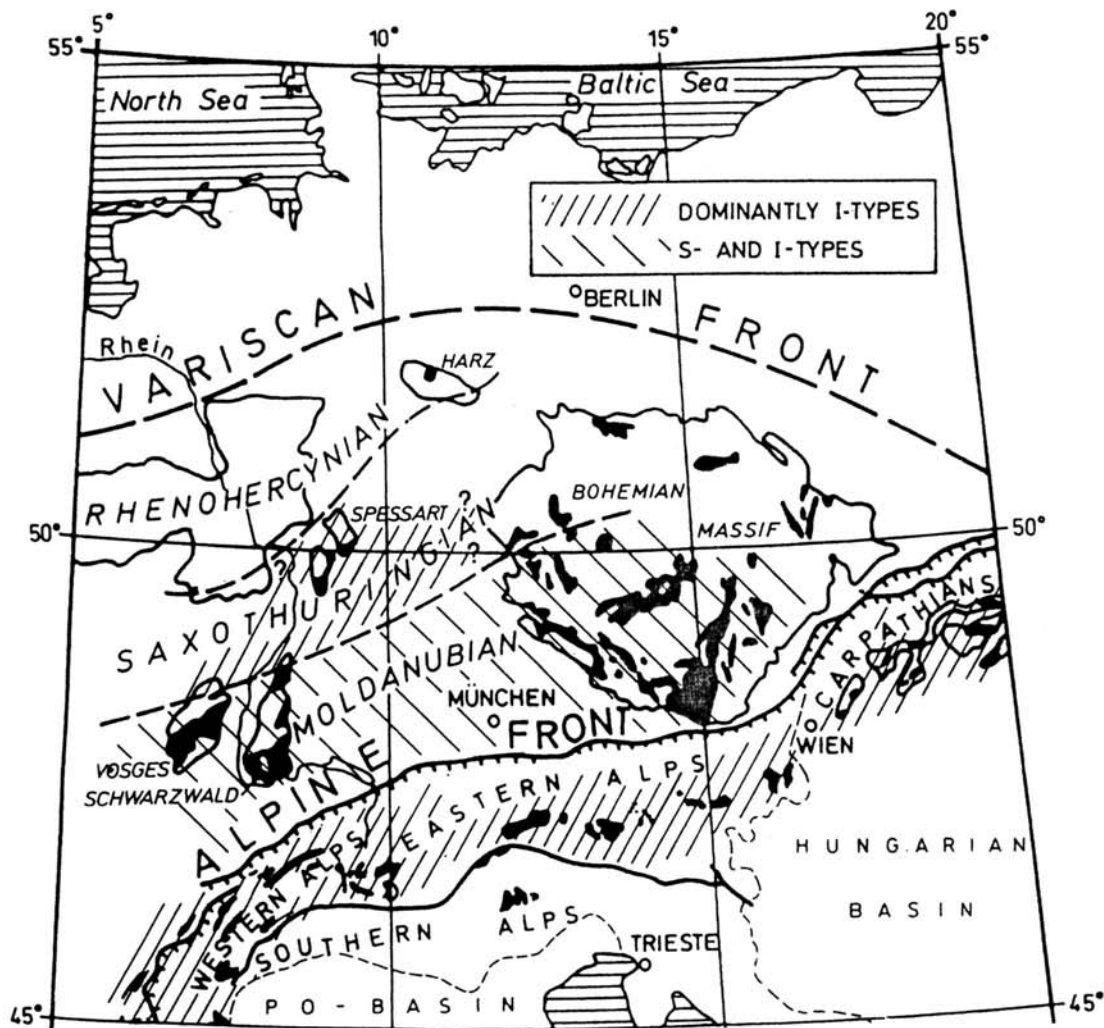 5° 10° 15° 20°
55° 55°
North Sea
Baltic Sea
DOMINANTLY I-TYPES
S- AND I-TYPES
BERLIN
VARISCAN FRONT
Rhein
HARZ
RHENOHERCYNIAN
SPESSART
?
BOHEMIAN
MASSIF
50° 50°
?
?
SAXOTHURINGIAN
MOLDANUBIAN
MÜNCHEN
CARPATHIANS
WIEN
VOSGES
SCHWARZWALD
ALPINE FRONT
EASTERN ALPS
WESTERN ALPS
HUNGARIAN
BASIN
SOUTHERN ALPS
TRIESTE
PO-BASIN
45° 45°